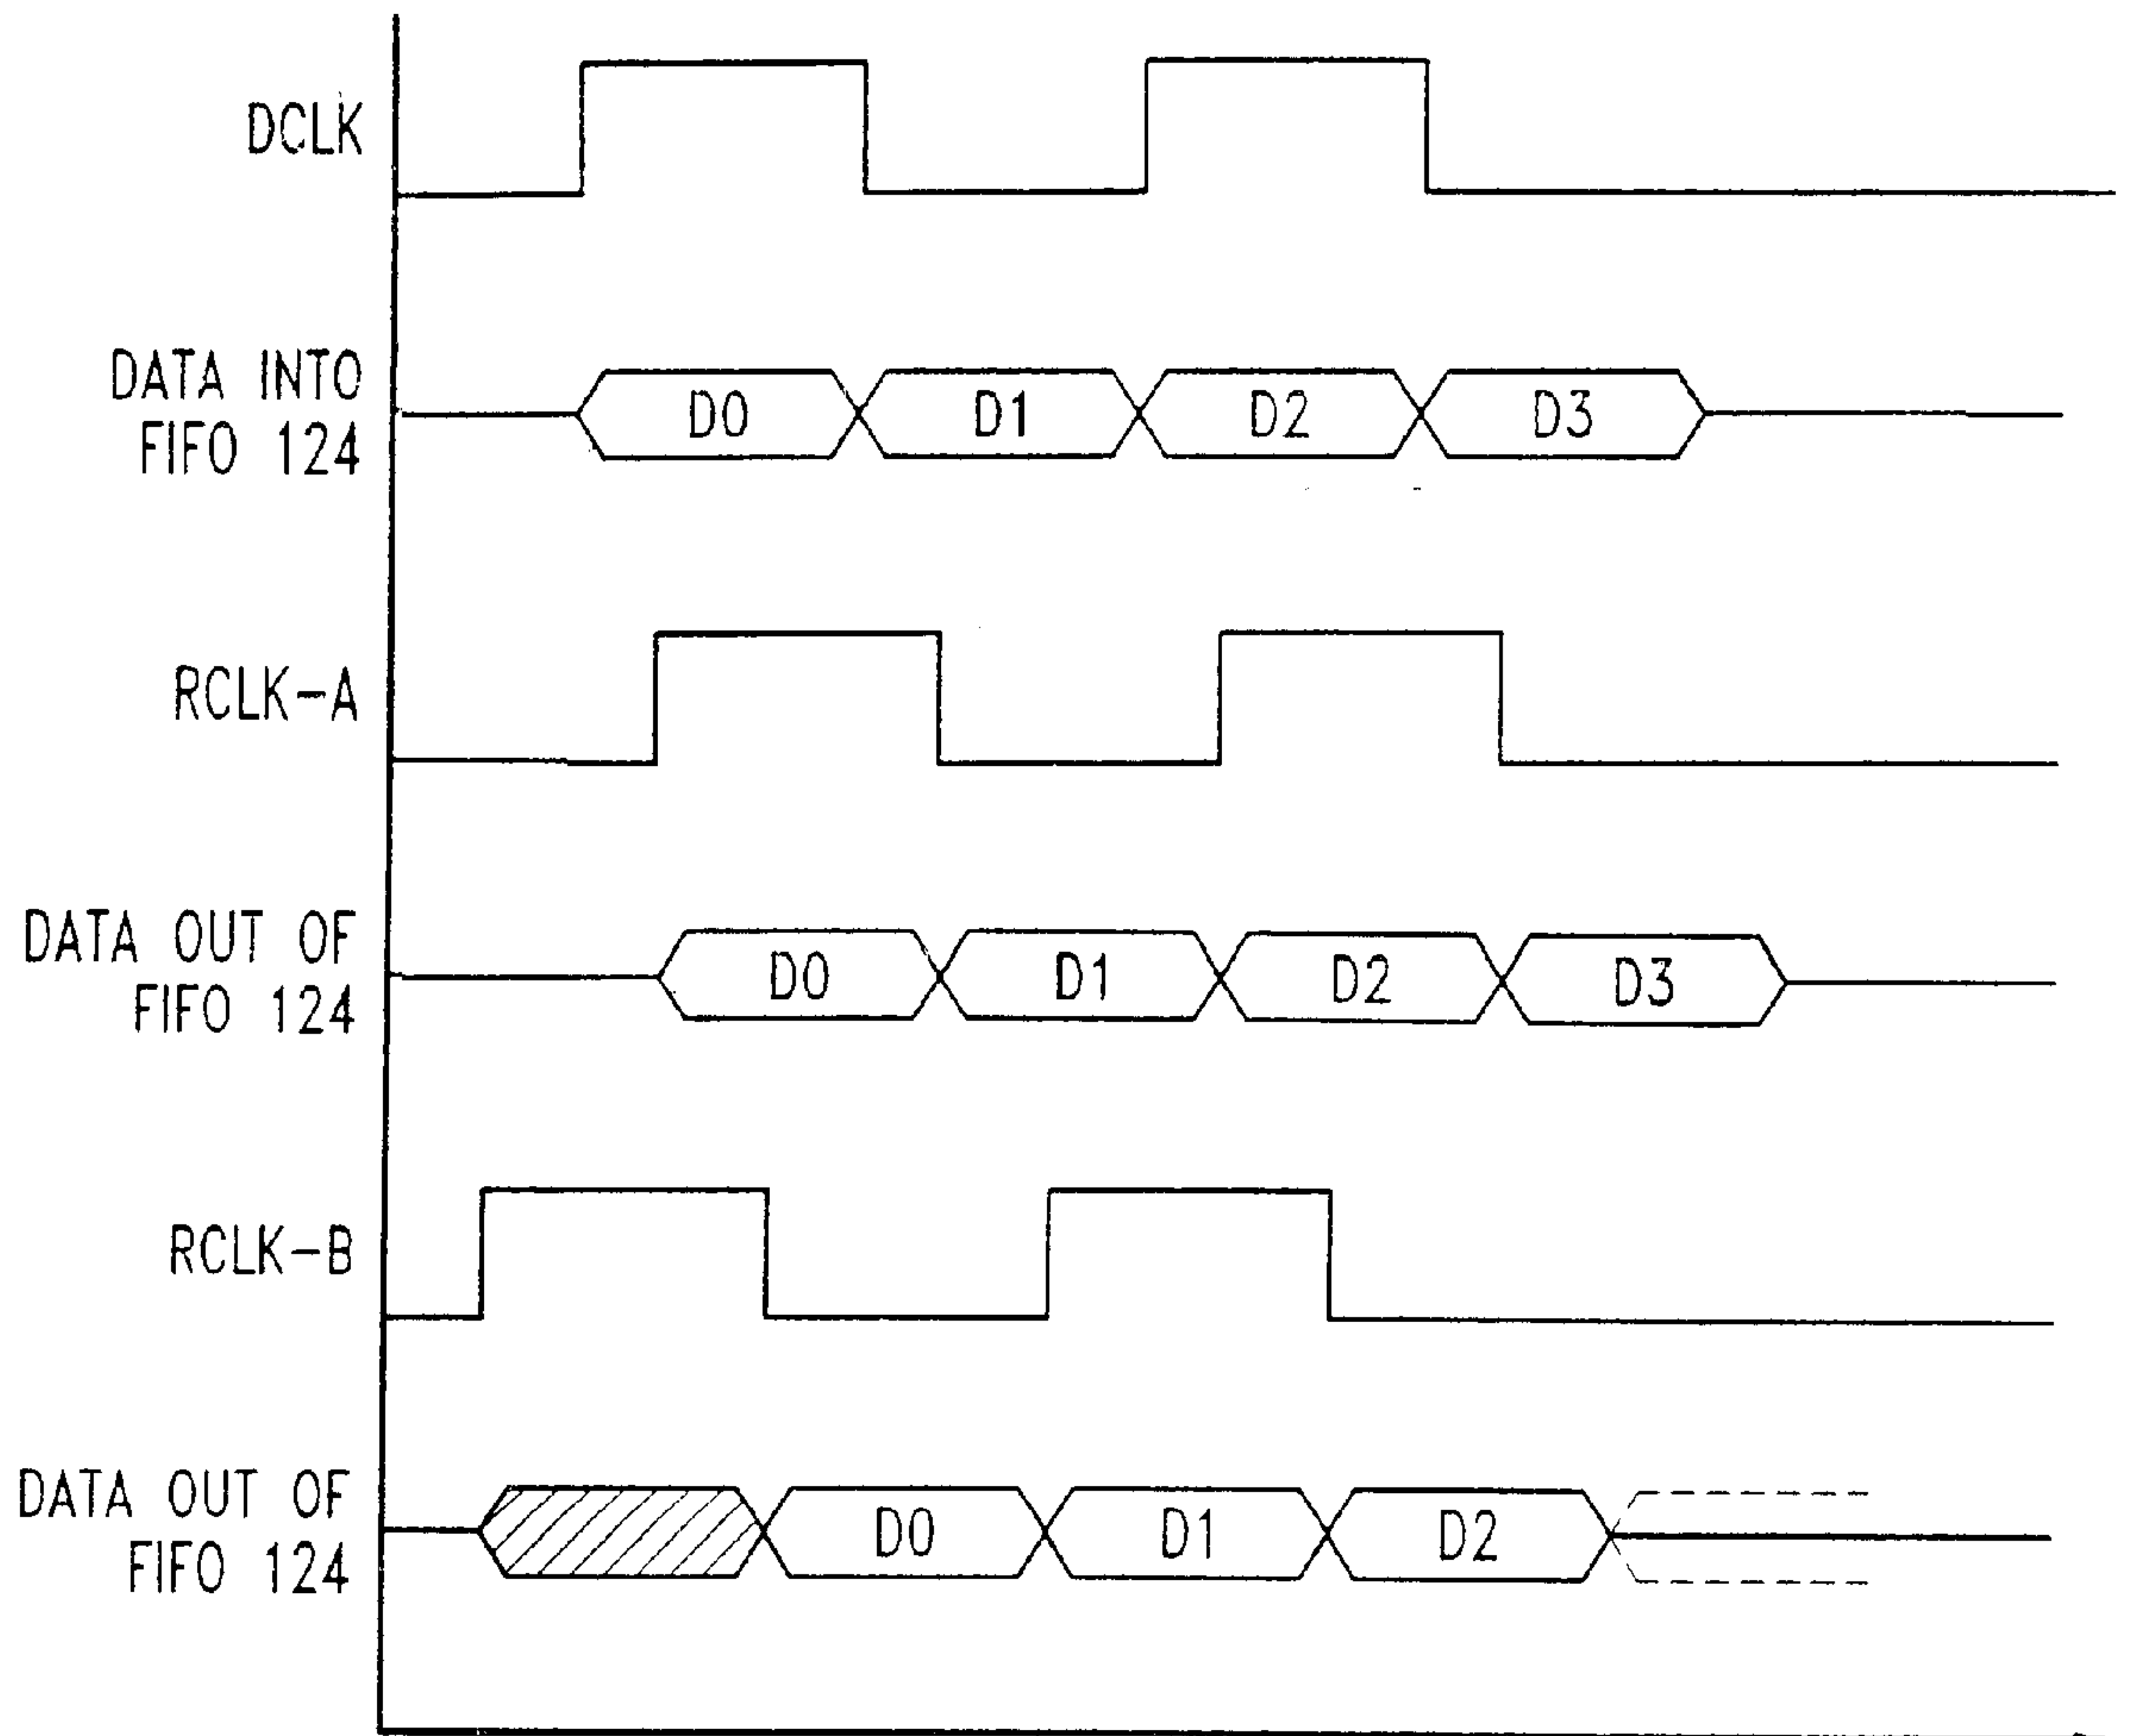 DCLK
DATA INTO
FIFO 124
D0 D1 D2 D3
RCLK-A
DATA OUT OF
FIFO 124
D0 D1 D2 D3
RCLK-B
DATA OUT OF
FIFO 124
D0 D1 D2